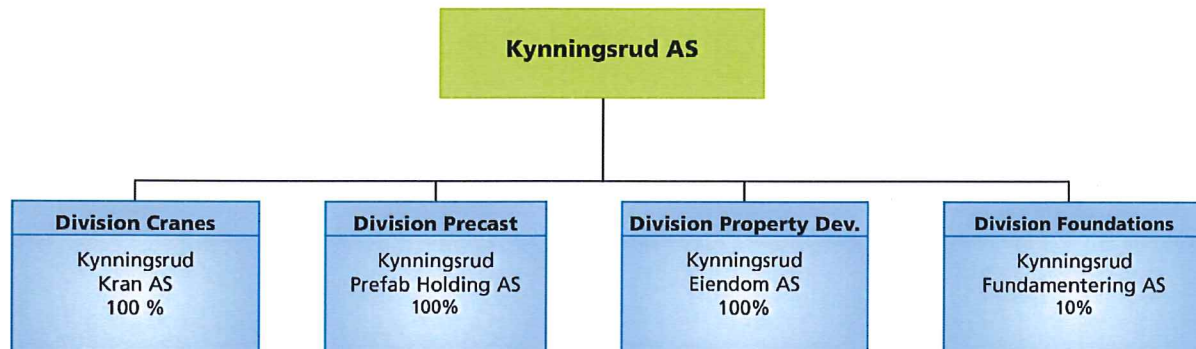 Kynningsrud AS
Division Cranes
Kynningsrud
Kran AS
100 %
Division Precast
Kynningsrud
Prefab Holding AS
100%
Division Property Dev.
Kynningsrud
Eiendom AS
100%
Division Foundations
Kynningsrud
Fundamentering AS
10%